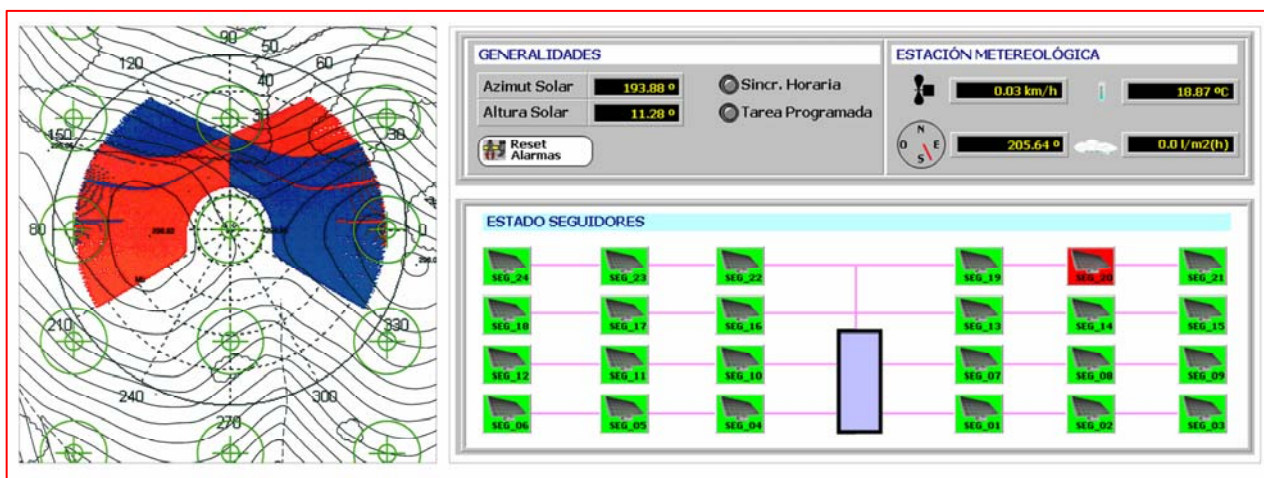 90
50
120
60
40
30
150
30
80
0
210
330
240
300
270
GENERALIDADES
Azimut Solar 193.88 º
Altura Solar 11.28 º
Sincr. Horaria
Tarea Programada
Reset
Alarmas
ESTACIÓN METEREOLÓGICA
0.03 km/h
18.87 ºC
N
O E
S
205.64 º
0.0 l/m2(h)
ESTADO SEGUIDORES
SEG_24 SEG_23 SEG_22 SEG_19 SEG_20 SEG_21
SEG_18 SEG_17 SEG_16 SEG_13 SEG_14 SEG_15
SEG_12 SEG_11 SEG_10 SEG_07 SEG_08 SEG_09
SEG_06 SEG_05 SEG_04 SEG_01 SEG_02 SEG_03